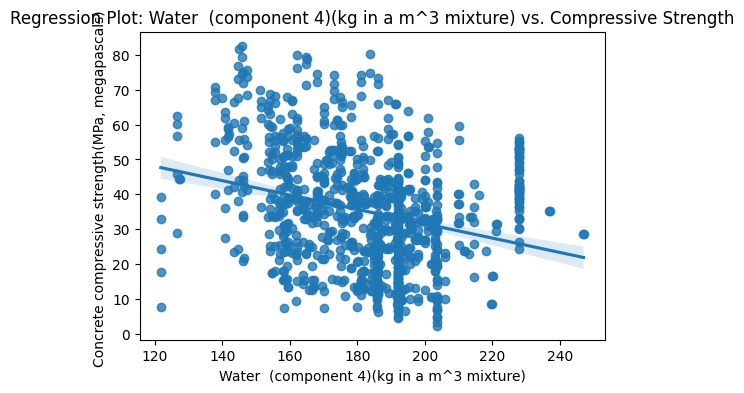 Regression Plot: Water  (component 4)(kg in a m^3 mixture) vs. Compressive Strength
Concrete compressive strength(MPa, megapascals)
80
70
60
50
40
30
20
10
0
120 140 160 180 200 220 240
Water  (component 4)(kg in a m^3 mixture)